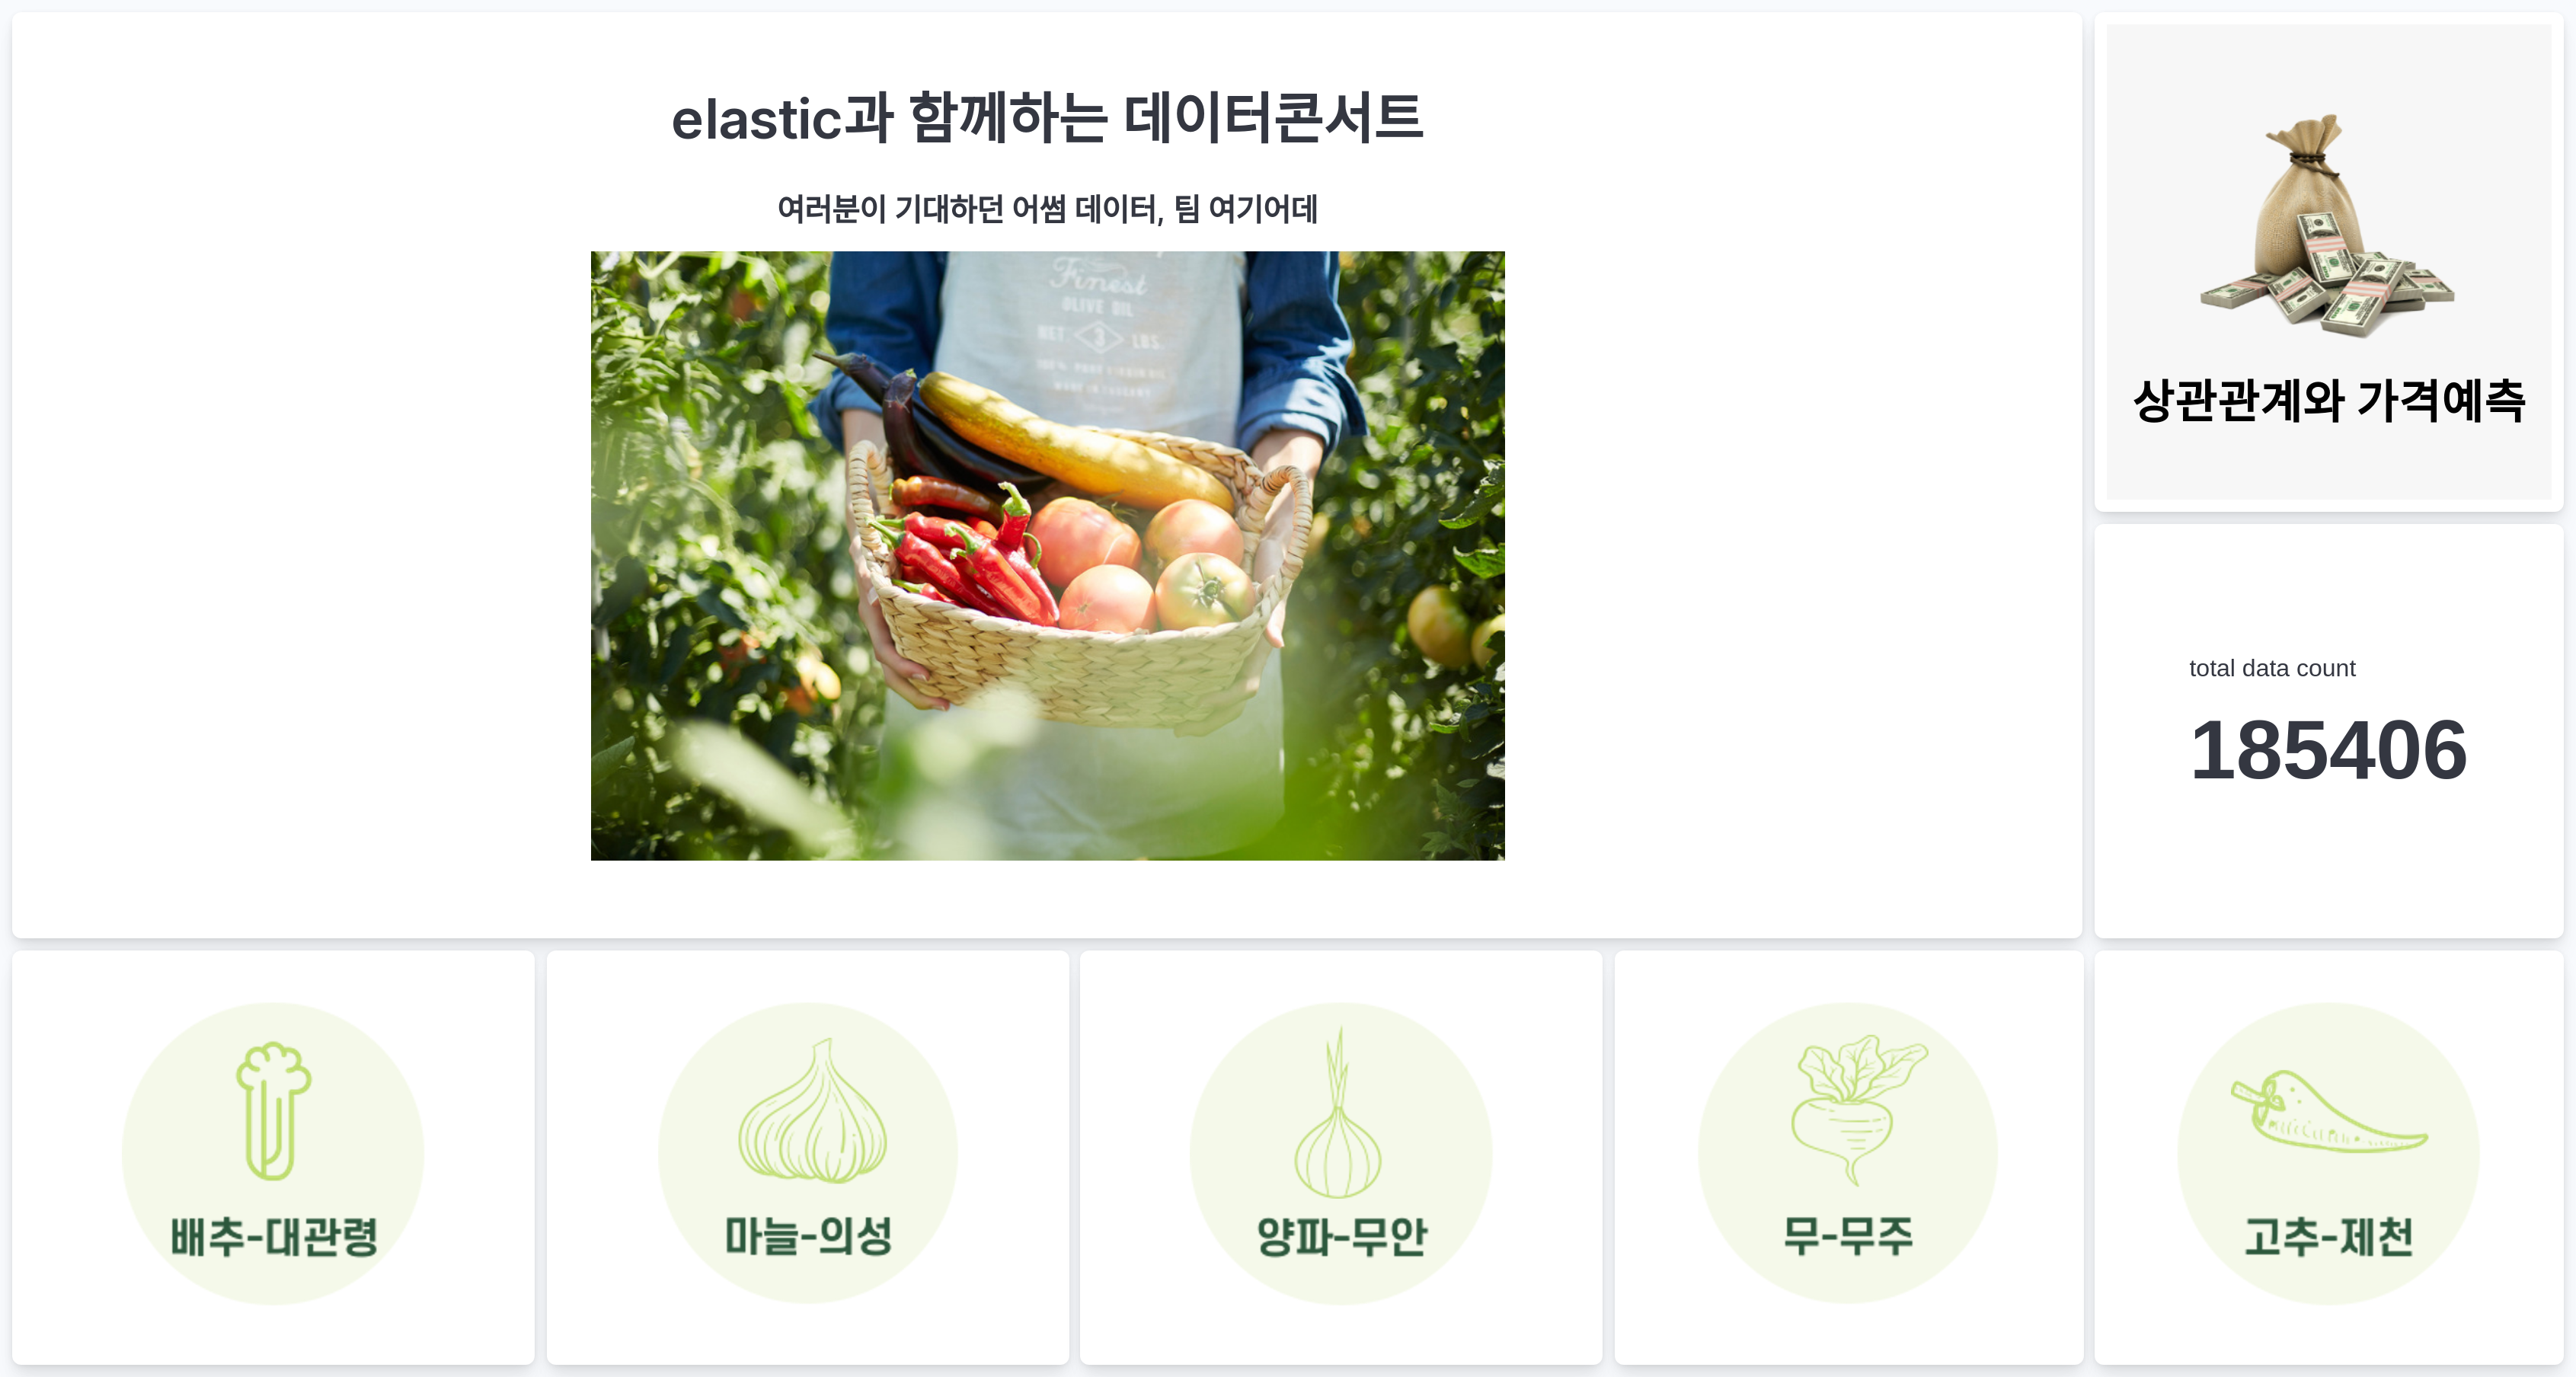 elastic과 함께하는 데이터콘서트
여러분이 기대하던 어썸 데이터, 팀 여기어데
Finest
OLIVE OIL
NET. 3 LBS.
상관관계와 가격예측
total data count
185406
배추-대관령
마늘-의성
양파-무안
무-무주
고추-제천